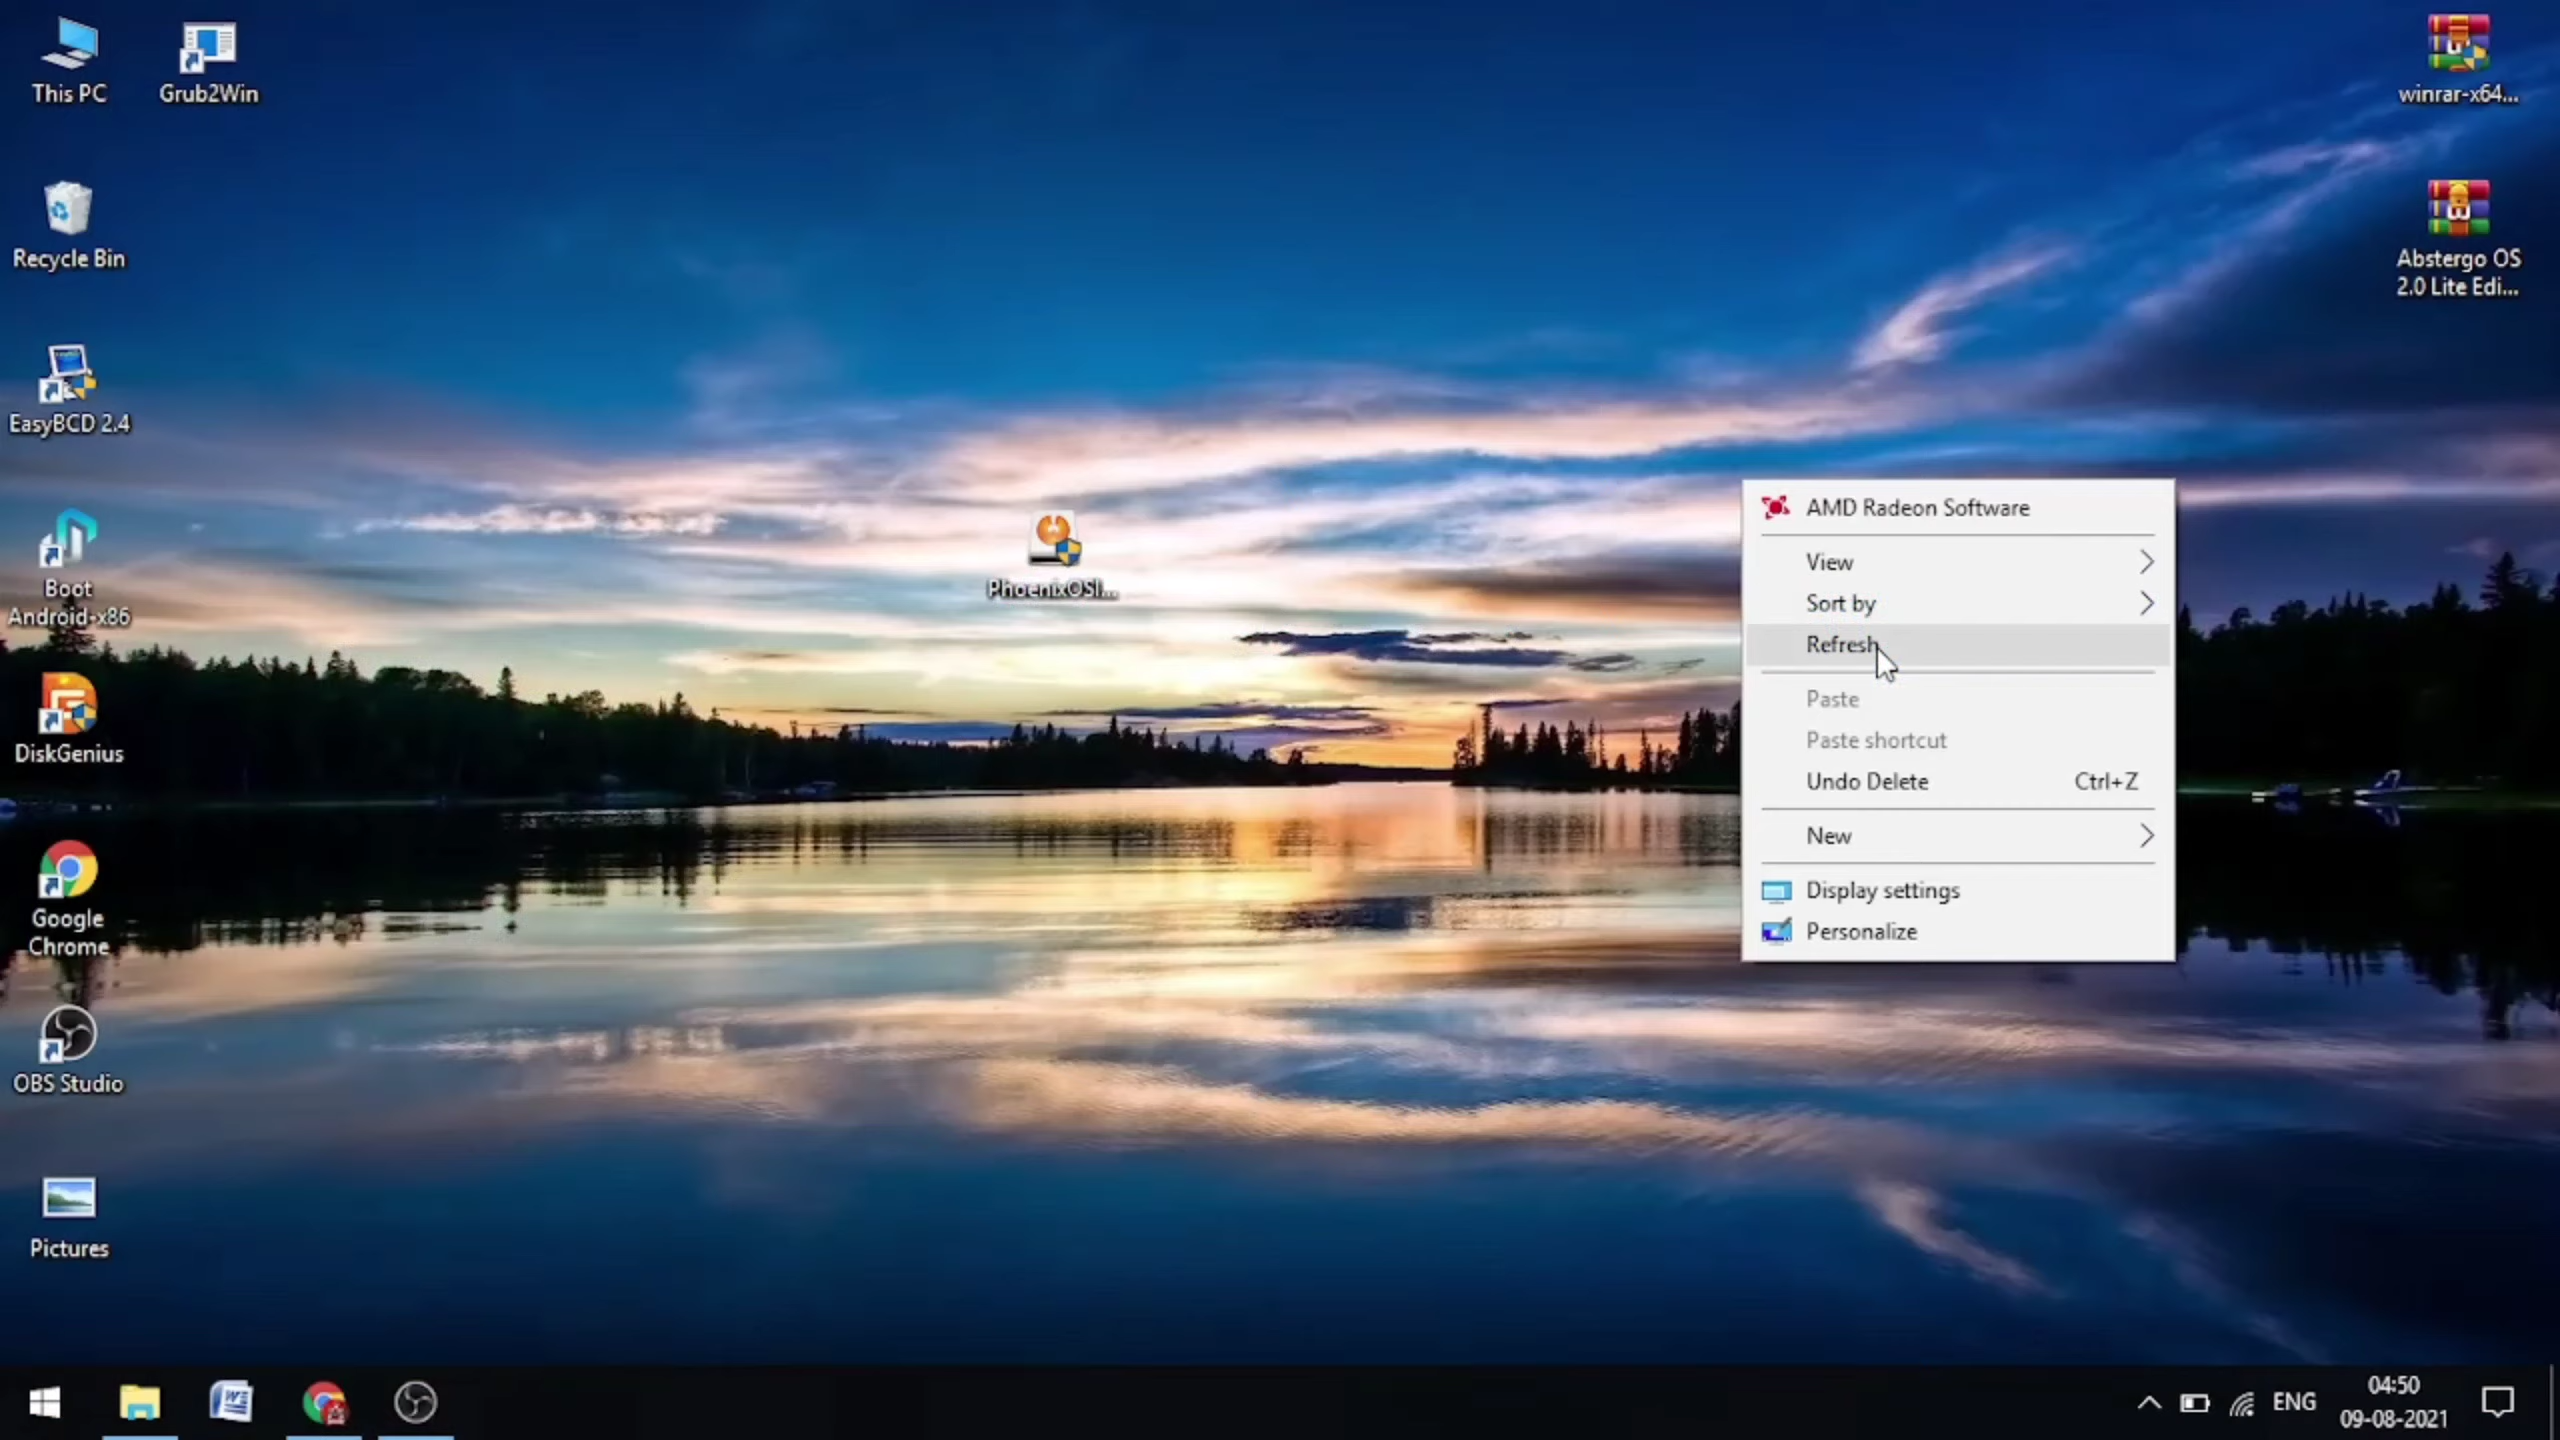 This PC
Grub2Win
Recycle Bin
EasyBCD 2.4
Boot
Android-x86
DiskGenius
Google
Chrome
OBS Studio
Pictures
PhoenixOSI...
winrar-x64...
Abstergo OS
2.0 Lite Edi...
AMD Radeon Software
View
Sort by
Refresh
Paste
Paste shortcut
Undo Delete Ctrl+Z
New
Display settings
Personalize
ENG
04:50
09-08-2021